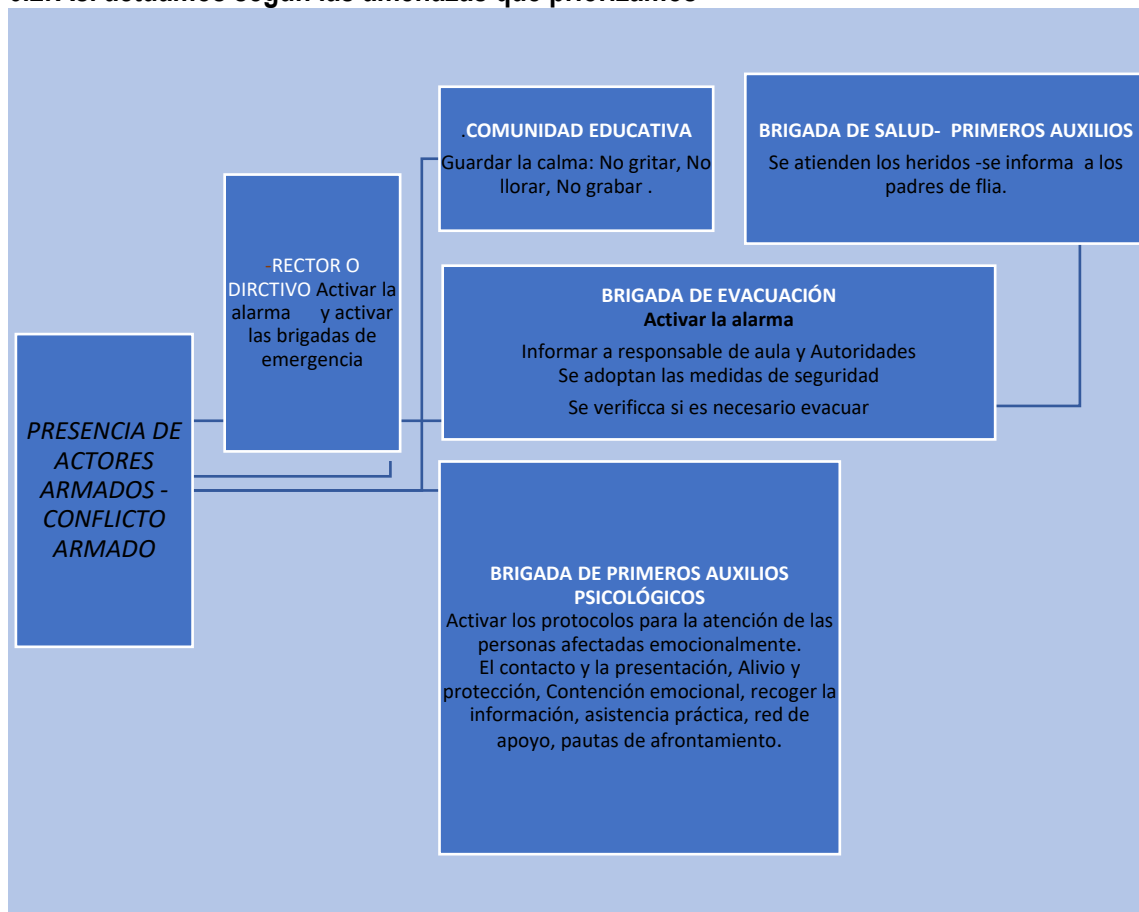 PRESENCIA DE
ACTORES
ARMADOS -
CONFLICTO
ARMADO
-RECTOR O
DIRCTIVO Activar la
alarma y activar
las brigadas de
emergencia
.COMUNIDAD EDUCATIVA
Guardar la calma: No gritar, No
llorar, No grabar .
BRIGADA DE SALUD- PRIMEROS AUXILIOS
Se atienden los heridos -se informa a los
padres de flia.
BRIGADA DE EVACUACIÓN
Activar la alarma
Informar a responsable de aula y Autoridades
Se adoptan las medidas de seguridad
Se verificca si es necesario evacuar
BRIGADA DE PRIMEROS AUXILIOS
PSICOLÓGICOS
Activar los protocolos para la atención de las
personas afectadas emocionalmente.
El contacto y la presentación, Alivio y
protección, Contención emocional, recoger la
información, asistencia práctica, red de
apoyo, pautas de afrontamiento.